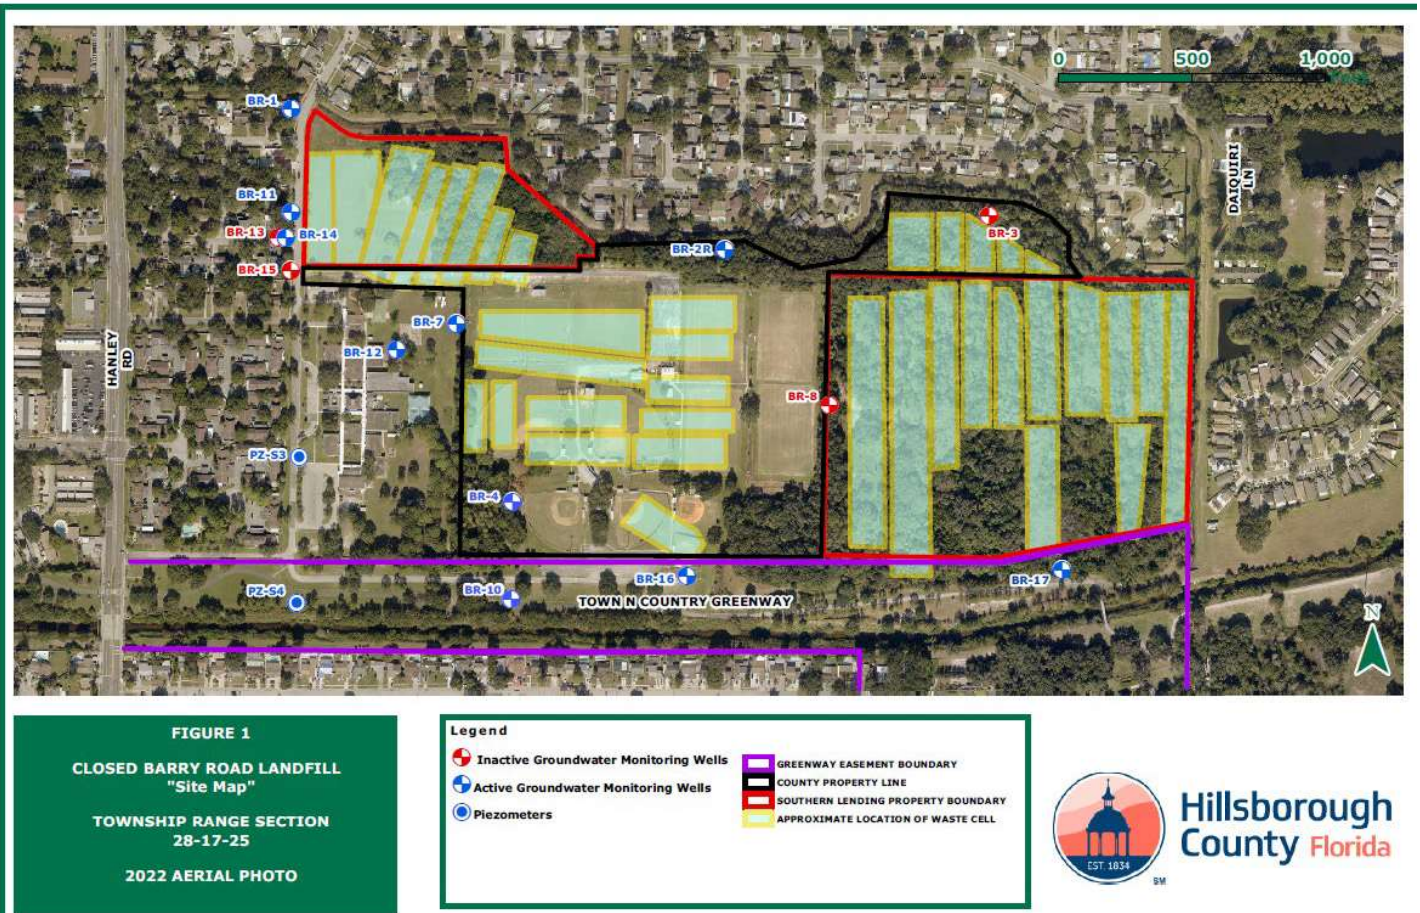 0 500 1,000
Feet
BR-1
BR-11
BR-13
BR-14
BR-15
BR-2R
BR-3
DAIQUIRI
LN
HANLEY
RD
BR-7
BR-12
BR-8
PZ-S3
BR-4
PZ-S4
BR-10
BR-16
BR-17
TOWN N COUNTRY GREENWAY
N
FIGURE 1
CLOSED BARRY ROAD LANDFILL
"Site Map"
TOWNSHIP RANGE SECTION
28-17-25
2022 AERIAL PHOTO
Legend
Inactive Groundwater Monitoring Wells
Active Groundwater Monitoring Wells
Piezometers
GREENWAY EASEMENT BOUNDARY
COUNTY PROPERTY LINE
SOUTHERN LENDING PROPERTY BOUNDARY
APPROXIMATE LOCATION OF WASTE CELL
EST. 1834
SM
Hillsborough
County Florida